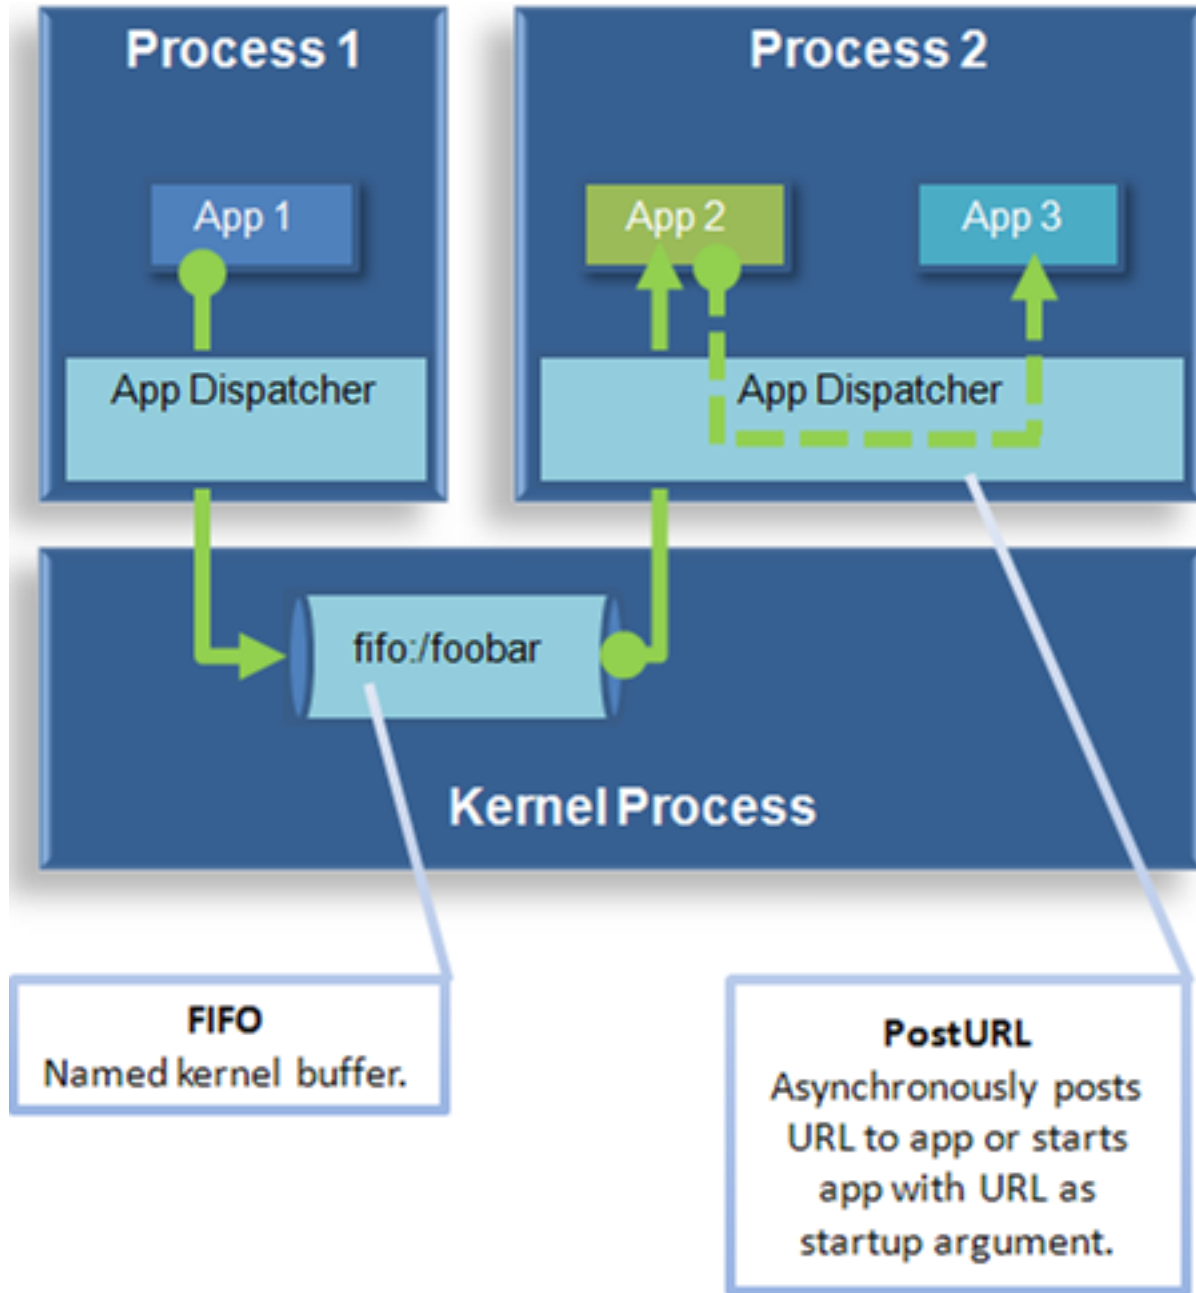 Process 1
Process 2
App 1
App 2
App 3
App Dispatcher
App Dispatcher
fifo:/foobar
Kernel Process
FIFO
Named kernel buffer.
PostURL
Asynchronously posts
URL to app or starts
app with URL as
startup argument.